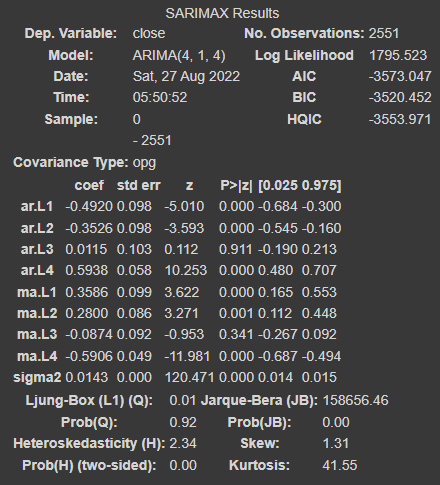 SARIMAX Results
Dep. Variable: close No. Observations: 2551
Model: ARIMA(4, 1, 4) Log Likelihood 1795.523
Date: Sat, 27 Aug 2022 AIC -3573.047
Time: 05:50:52 BIC -3520.452
Sample: 0 HQIC -3553.971
- 2551
Covariance Type: opg
coef std err z P>|z| [0.025 0.975]
ar.L1 -0.4920 0.098 -5.010 0.000 -0.684 -0.300
ar.L2 -0.3526 0.098 -3.593 0.000 -0.545 -0.160
ar.L3 0.0115 0.103 0.112 0.911 -0.190 0.213
ar.L4 0.5938 0.058 10.253 0.000 0.480 0.707
ma.L1 0.3586 0.099 3.622 0.000 0.165 0.553
ma.L2 0.2800 0.086 3.271 0.001 0.112 0.448
ma.L3 -0.0874 0.092 -0.953 0.341 -0.267 0.092
ma.L4 -0.5906 0.049 -11.981 0.000 -0.687 -0.494
sigma2 0.0143 0.000 120.471 0.000 0.014 0.015
Ljung-Box (L1) (Q): 0.01 Jarque-Bera (JB): 158656.46
Prob(Q): 0.92 Prob(JB): 0.00
Heteroskedasticity (H): 2.34 Skew: 1.31
Prob(H) (two-sided): 0.00 Kurtosis: 41.55